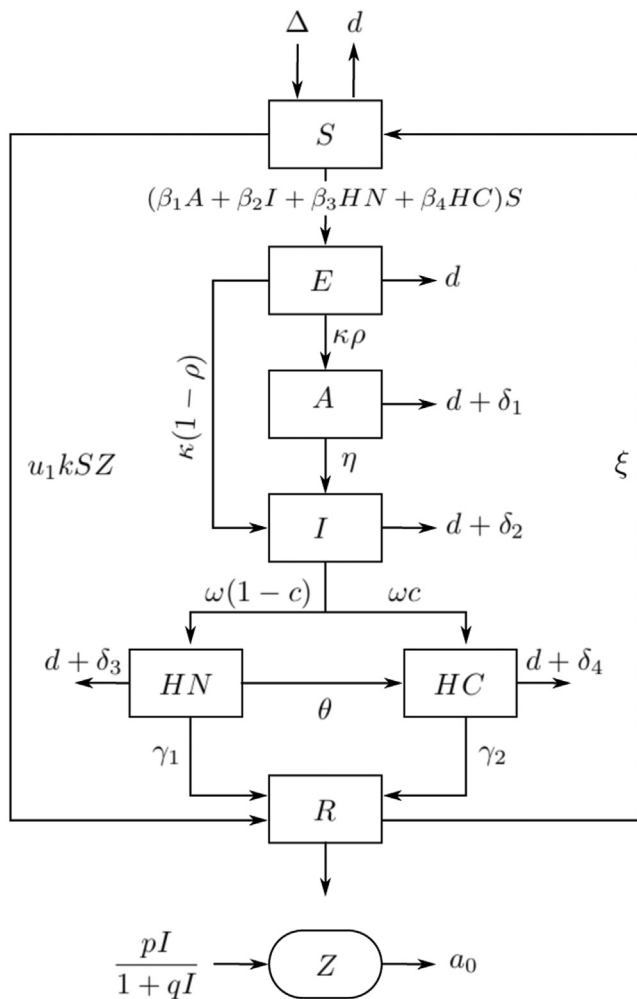 Δ d
S
(β₁A + β₂I + β₃HN + β₄HC)S
E d
κρ
κ(1 − ρ)
A d + δ₁
u₁kSZ
η
ξ
I d + δ₂
ω(1 − c) ωc
d + δ₃ HN θ HC d + δ₄
γ₁ γ₂
R
pI
1 + qI
Z a₀